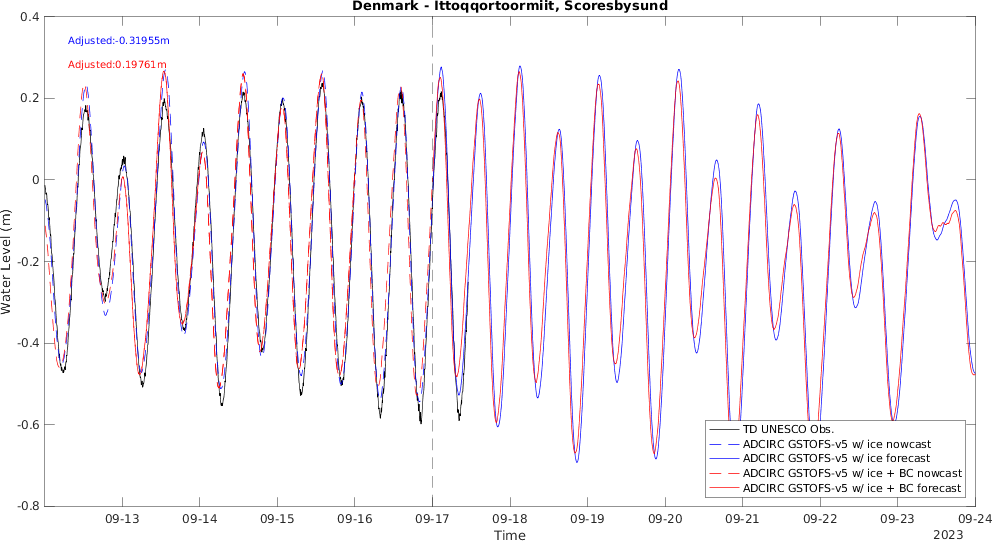 Denmark - Ittoqqortoormiit, Scoresbysund
Adjusted:-0.31955m
Adjusted:0.19761m
0.4
0.2
0
-0.2
-0.4
-0.6
-0.8
Water Level (m)
TD UNESCO Obs.
ADCIRC GSTOFS-v5 w/ ice nowcast
ADCIRC GSTOFS-v5 w/ ice forecast
ADCIRC GSTOFS-v5 w/ ice + BC nowcast
ADCIRC GSTOFS-v5 w/ ice + BC forecast
09-13 09-14 09-15 09-16 09-17 09-18 09-19 09-20 09-21 09-22 09-23 09-24
Time
2023